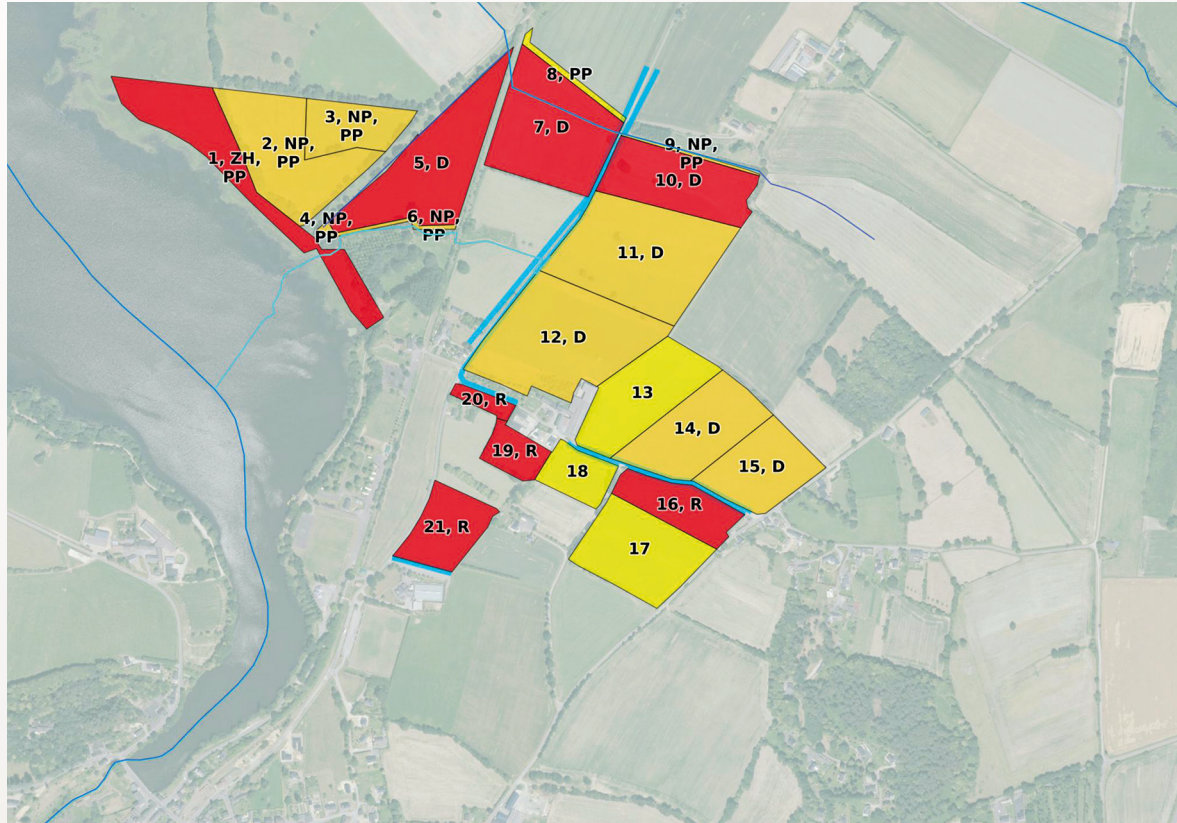 8, PP
3, NP,
PP
7, D
2, NP,
PP
9, NP,
PP
1, ZH,
PP
5, D
10, D
4, NP,
PP
6, NP,
PP
11, D
12, D
13
20, R
14, D
19, R
15, D
18
16, R
21, R
17